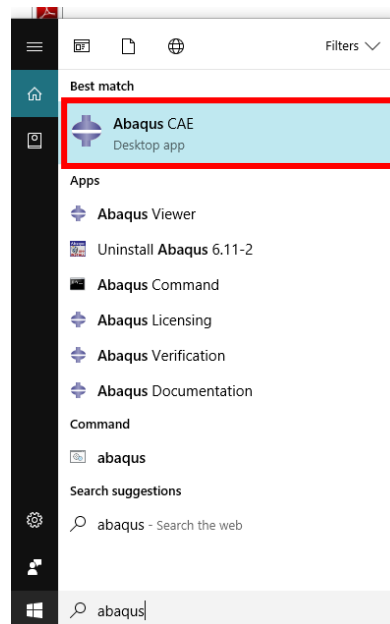 Filters
Best match
Abaqus CAE
Desktop app
Apps
Abaqus Viewer
Uninstall Abaqus 6.11-2
Abaqus Command
Abaqus Licensing
Abaqus Verification
Abaqus Documentation
Command
abaqus
Search suggestions
abaqus - Search the web
abaqus